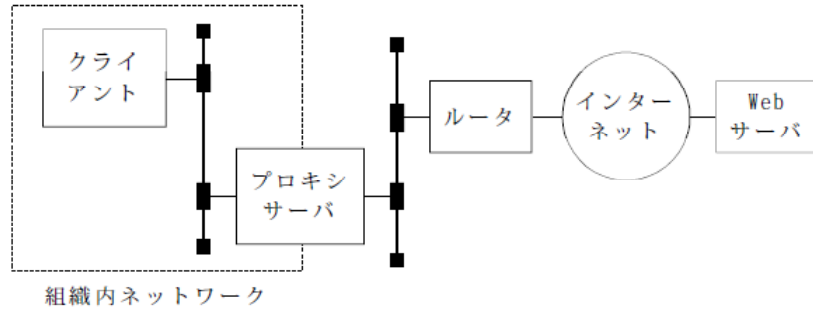 クライ
アント
プロキシ
サーバ
ルータ
インター
ネット
Web
サーバ
組織内ネットワーク